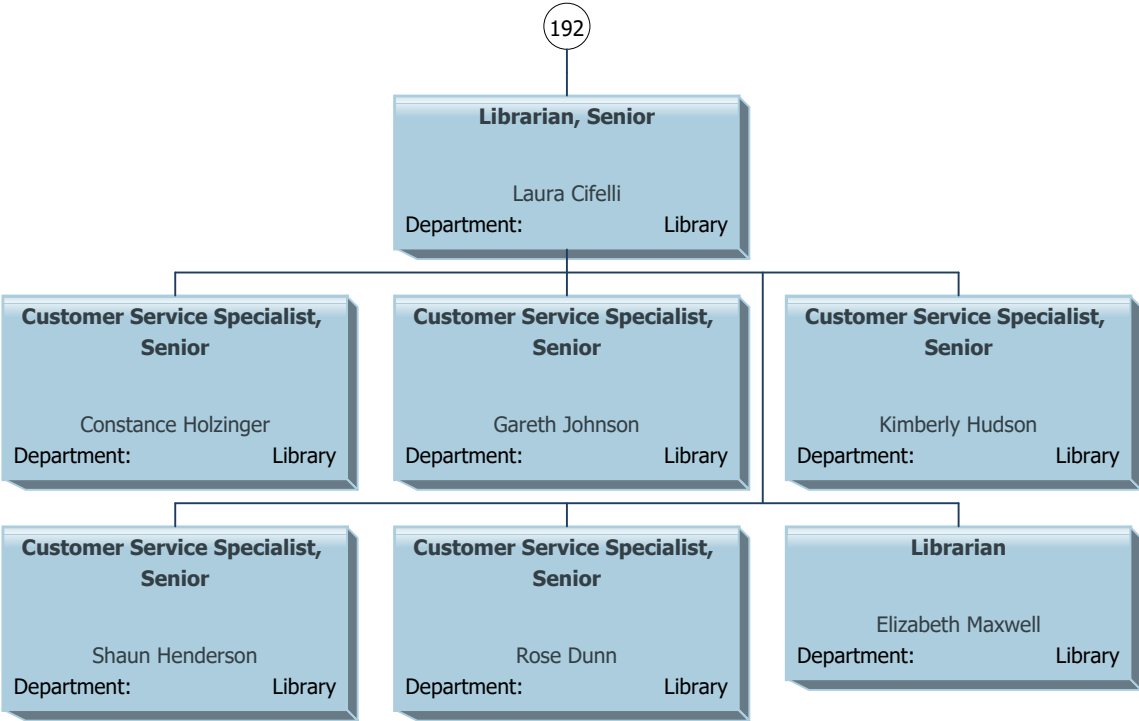 192
Librarian, Senior
Laura Cifelli
Department: Library
Customer Service Specialist,
Senior
Constance Holzinger
Department: Library
Customer Service Specialist,
Senior
Gareth Johnson
Department: Library
Customer Service Specialist,
Senior
Kimberly Hudson
Department: Library
Customer Service Specialist,
Senior
Shaun Henderson
Department: Library
Customer Service Specialist,
Senior
Rose Dunn
Department: Library
Librarian
Elizabeth Maxwell
Department: Library